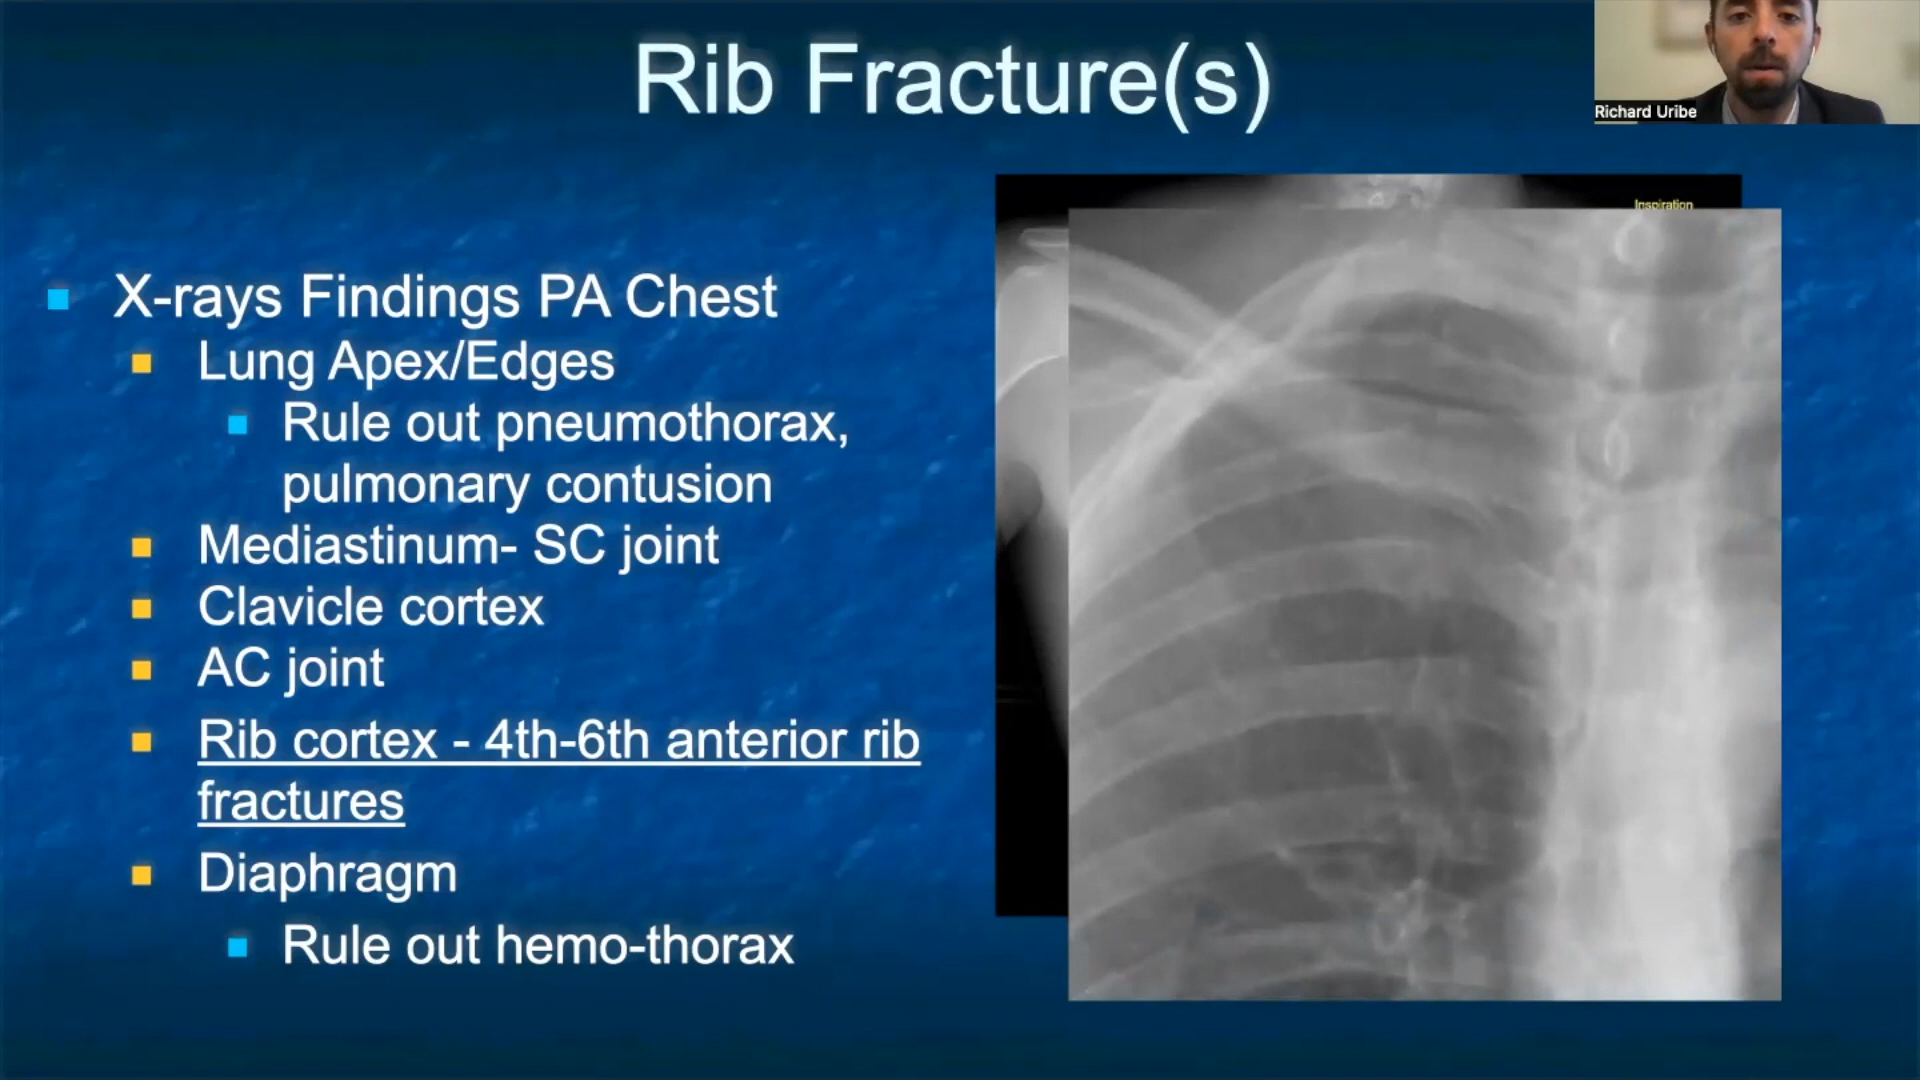 Rib Fracture(s)
Richard Uribe
Inspiration
X-rays Findings PA Chest
Lung Apex/Edges
Rule out pneumothorax,
pulmonary contusion
Mediastinum- SC joint
Clavicle cortex
AC joint
Rib cortex - 4th-6th anterior rib
fractures
Diaphragm
Rule out hemo-thorax